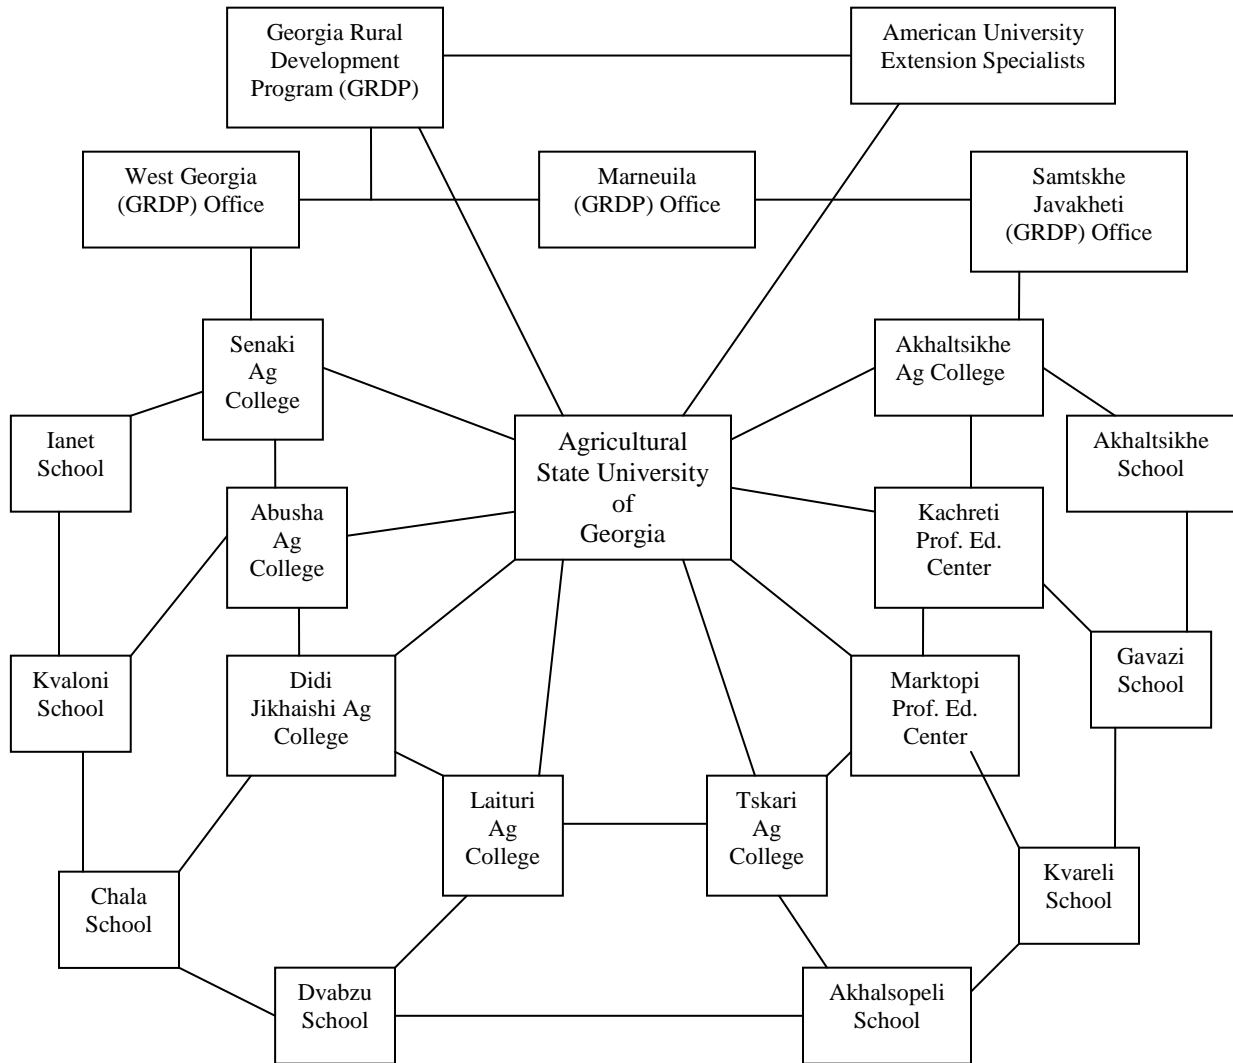 Georgia Rural
Development
Program (GRDP)
American University
Extension Specialists
West Georgia
(GRDP) Office
Marneuila
(GRDP) Office
Samtskhe
Javakheti
(GRDP) Office
Senaki
Ag
College
Akhaltsikhe
Ag College
Ianet
School
Agricultural
State University
of
Georgia
Akhaltsikhe
School
Abusha
Ag
College
Kachreti
Prof. Ed.
Center
Kvaloni
School
Didi
Jikhaishi Ag
College
Marktopi
Prof. Ed.
Center
Gavazi
School
Laituri
Ag
College
Tskari
Ag
College
Chala
School
Kvareli
School
Dvabzu
School
Akhalsopeli
School